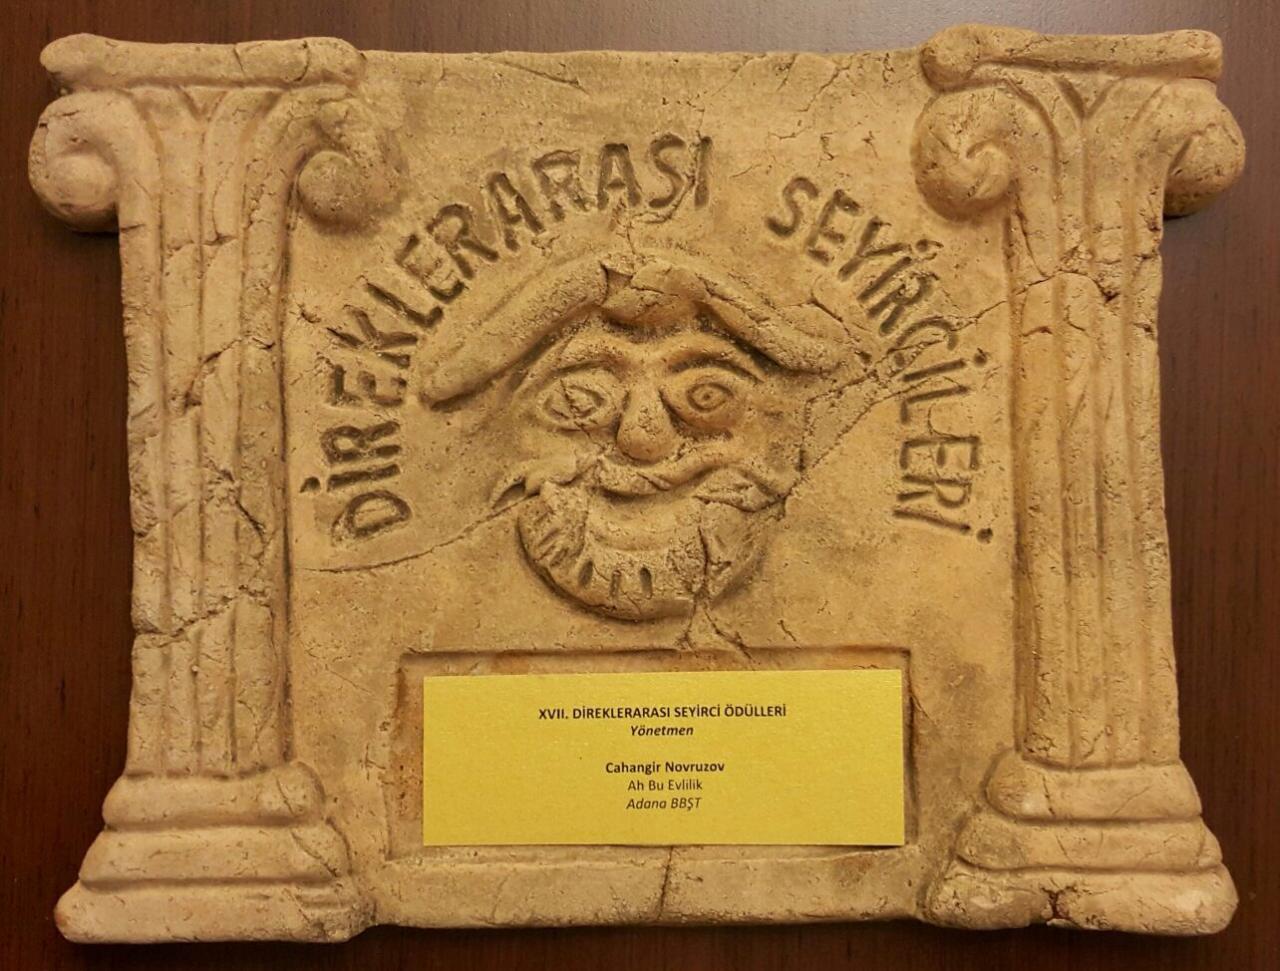 DİREKLERARASI SEYİRCİLERİ
XVII. DİREKLERARASI SEYİRCİ ÖDÜLLERİ
Yönetmen
Cahangir Novruzov
Ah Bu Evlilik
Adana BBŞT